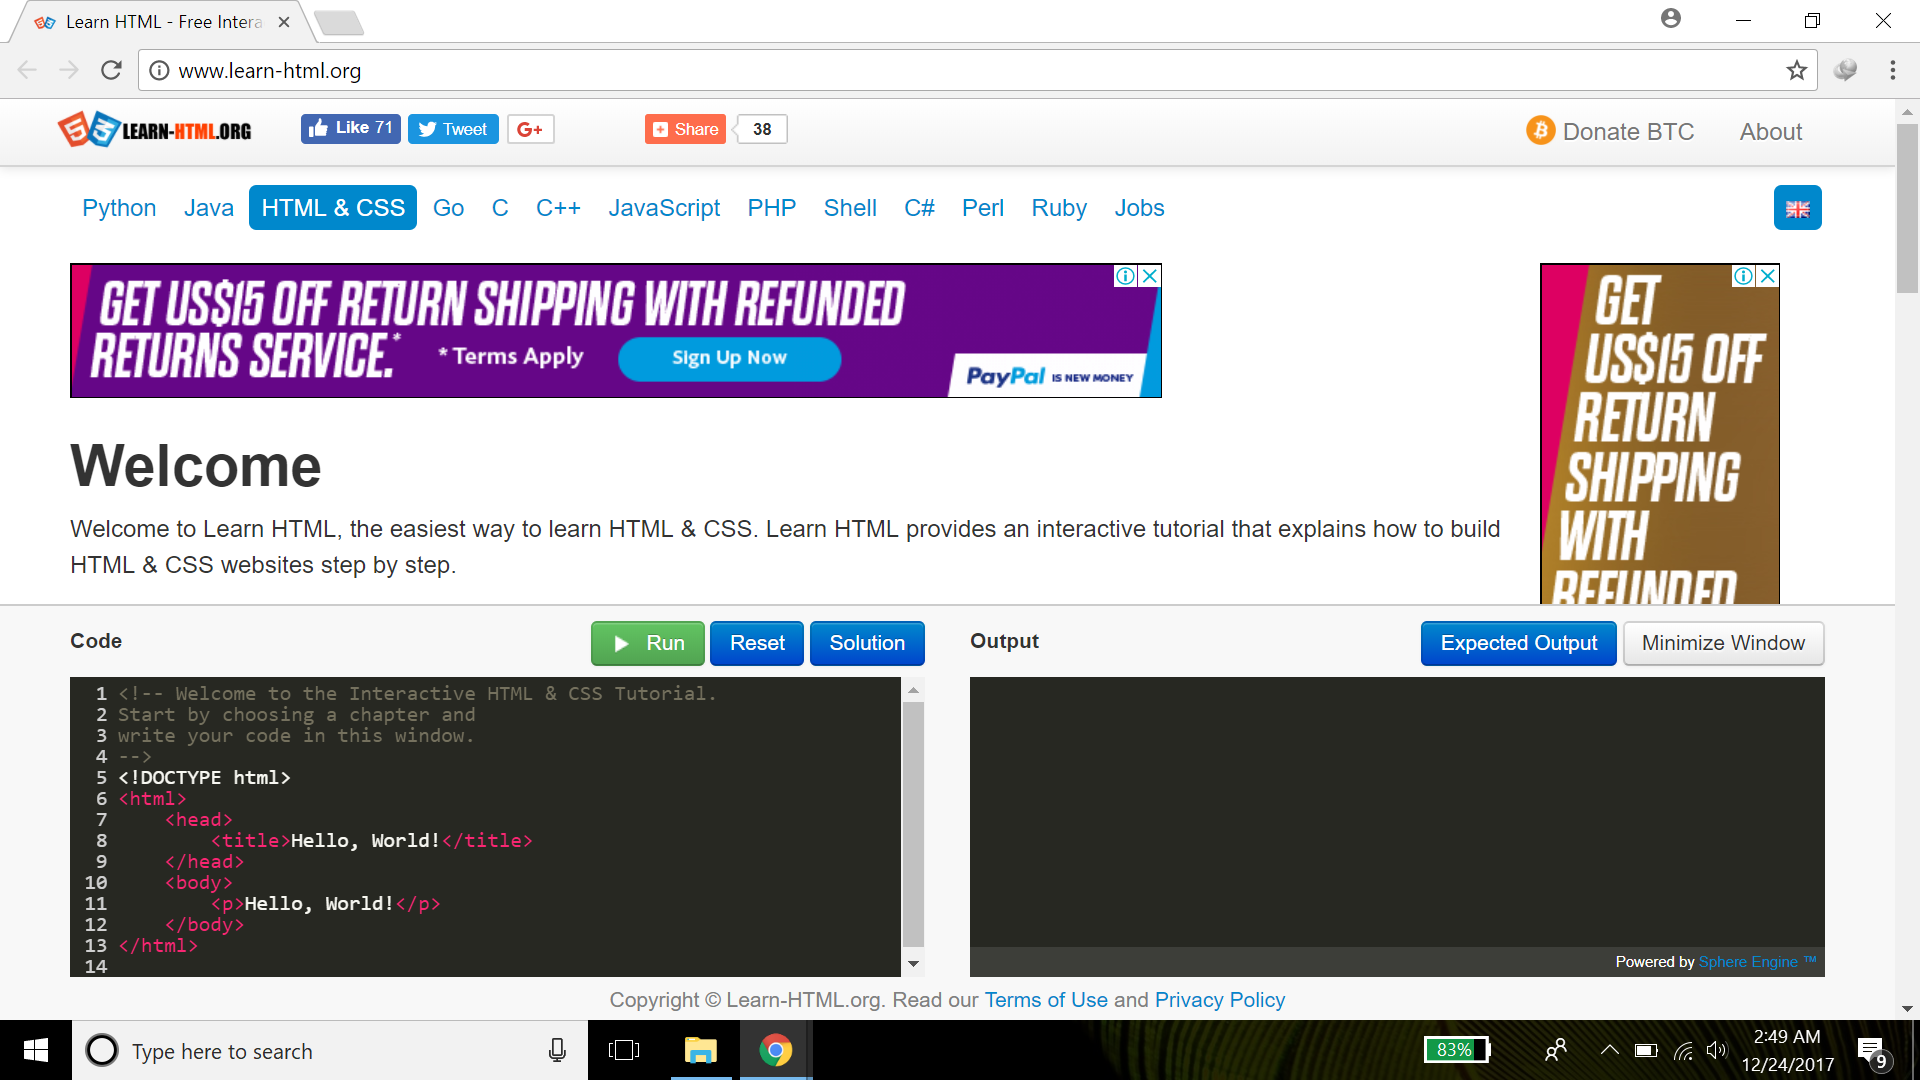 Learn HTML - Free Intera
www.learn-html.org
LEARN-HTML.ORG
Like 71
Tweet
G+
Share
38
Donate BTC
About
Python Java HTML & CSS Go C C++ JavaScript PHP Shell C# Perl Ruby Jobs
GET US$15 OFF RETURN SHIPPING WITH REFUNDED
RETURNS SERVICE.*
* Terms Apply
Sign Up Now
PayPal IS NEW MONEY
GET
US$15 OFF
RETURN
SHIPPING
WITH
REFUNDED
Welcome
Welcome to Learn HTML, the easiest way to learn HTML & CSS. Learn HTML provides an interactive tutorial that explains how to build
HTML & CSS websites step by step.
Code
Run
Reset
Solution
Output
Expected Output
Minimize Window
1 <!-- Welcome to the Interactive HTML & CSS Tutorial.
2 Start by choosing a chapter and
3 write your code in this window.
4 -->
5 <!DOCTYPE html>
6 <html>
7 <head>
8 <title>Hello, World!</title>
9 </head>
10 <body>
11 <p>Hello, World!</p>
12 </body>
13 </html>
14
Powered by Sphere Engine ™
Copyright © Learn-HTML.org. Read our Terms of Use and Privacy Policy
Type here to search
83%
2:49 AM
12/24/2017
9